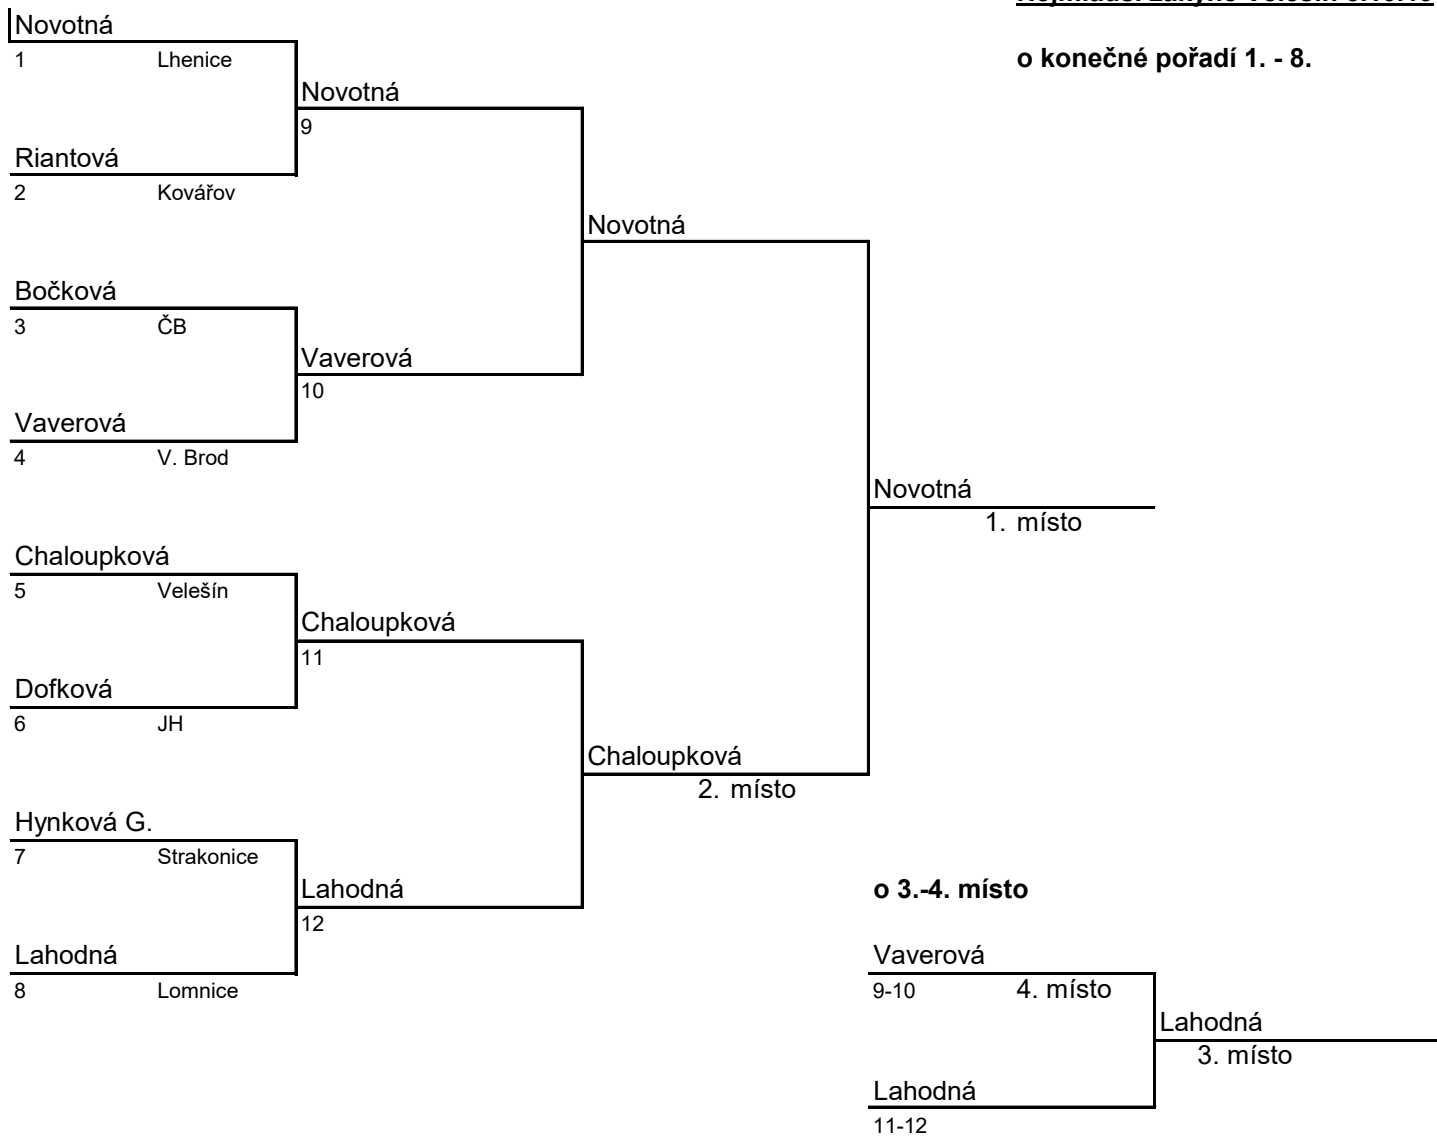 Novotná
1 Lhenice
o konečné pořadí 1. - 8.
Novotná
9
Riantová
2 Kovářov
Novotná
Bočková
3 ČB
Vaverová
10
Vaverová
4 V. Brod
Novotná
1. místo
Chaloupková
5 Velešín
Chaloupková
11
Dofková
6 JH
Chaloupková
2. místo
Hynková G.
7 Strakonice
Lahodná
12
o 3.-4. místo
Lahodná
8 Lomnice
Vaverová
9-10 4. místo
Lahodná
3. místo
Lahodná
11-12